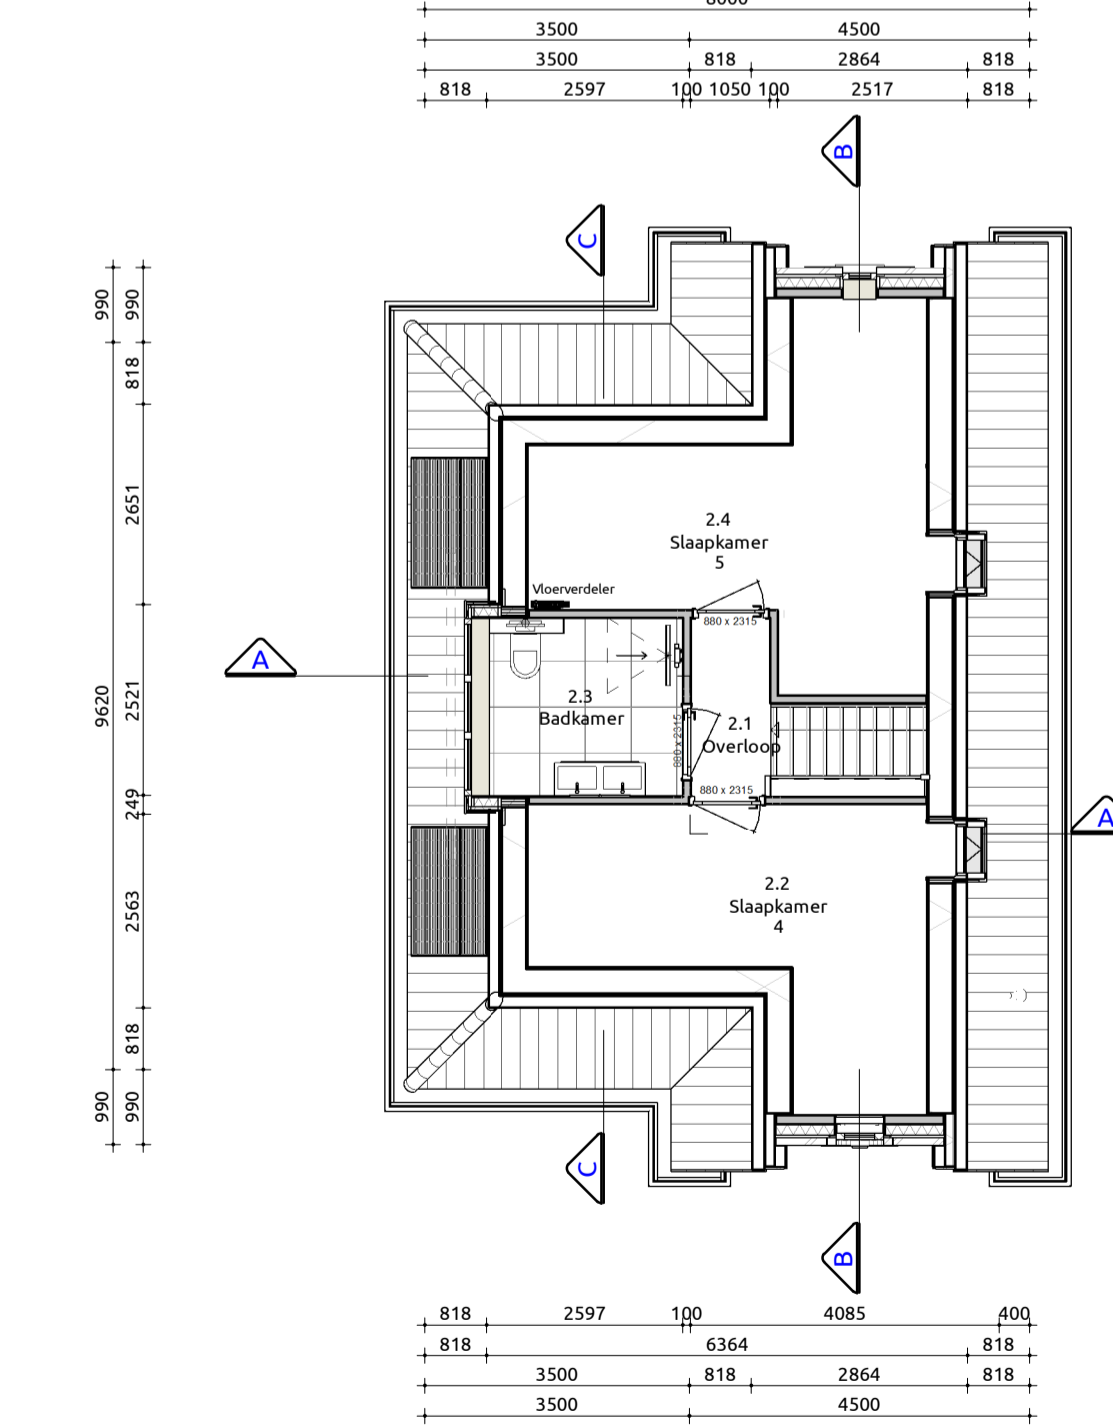 8000
3500 4500
3500 818 2864 818
818 2597 100 1050 100 2517 818
B
C
990 990
818
2651
2.4
Slaapkamer
5
Vloerverdeler
880 x 2315
A
9620 2521
2.3
Badkamer
880 x 2315
2.1
Overloop
880 x 2315
249
A
2563
2.2
Slaapkamer
4
818
990 990
C
B
818 2597 100 4085 400
818 6364 818
3500 818 2864 818
3500 4500